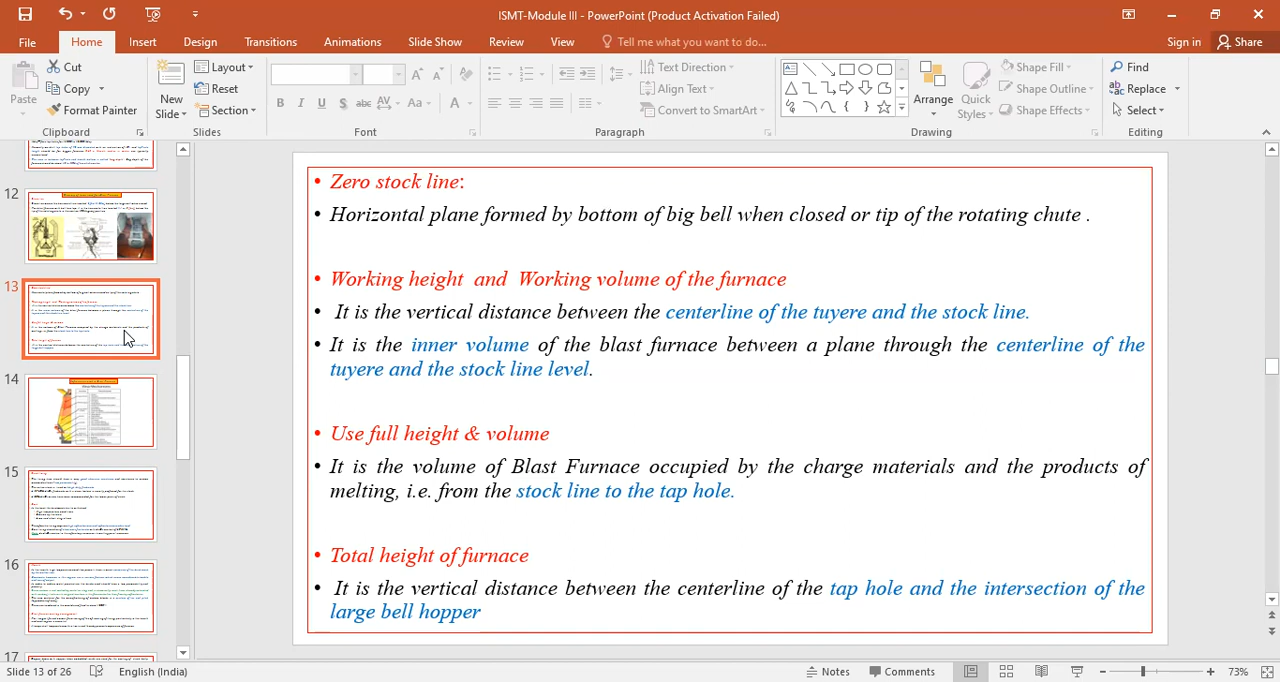 ISMT-Module III - PowerPoint (Product Activation Failed)
File Home Insert Design Transitions Animations Slide Show Review View Tell me what you want to do... Sign in Share
Paste
Cut
Copy
Format Painter
Clipboard
New
Slide
Layout
Reset
Section
Slides
B I U S abc AV Aa A
Font
Text Direction
Align Text
Convert to SmartArt
Paragraph
Arrange
Quick
Styles
Shape Fill
Shape Outline
Shape Effects
Drawing
Find
Replace
Select
Editing
12
13
14
15
16
17
• Zero stock line:
• Horizontal plane formed by bottom of big bell when closed or tip of the rotating chute .
• Working height and Working volume of the furnace
• It is the vertical distance between the centerline of the tuyere and the stock line.
• It is the inner volume of the blast furnace between a plane through the centerline of the
tuyere and the stock line level.
• Use full height & volume
• It is the volume of Blast Furnace occupied by the charge materials and the products of
melting, i.e. from the stock line to the tap hole.
• Total height of furnace
• It is the vertical distance between the centerline of the tap hole and the intersection of the
large bell hopper
Slide 13 of 26 English (India) Notes Comments 73%